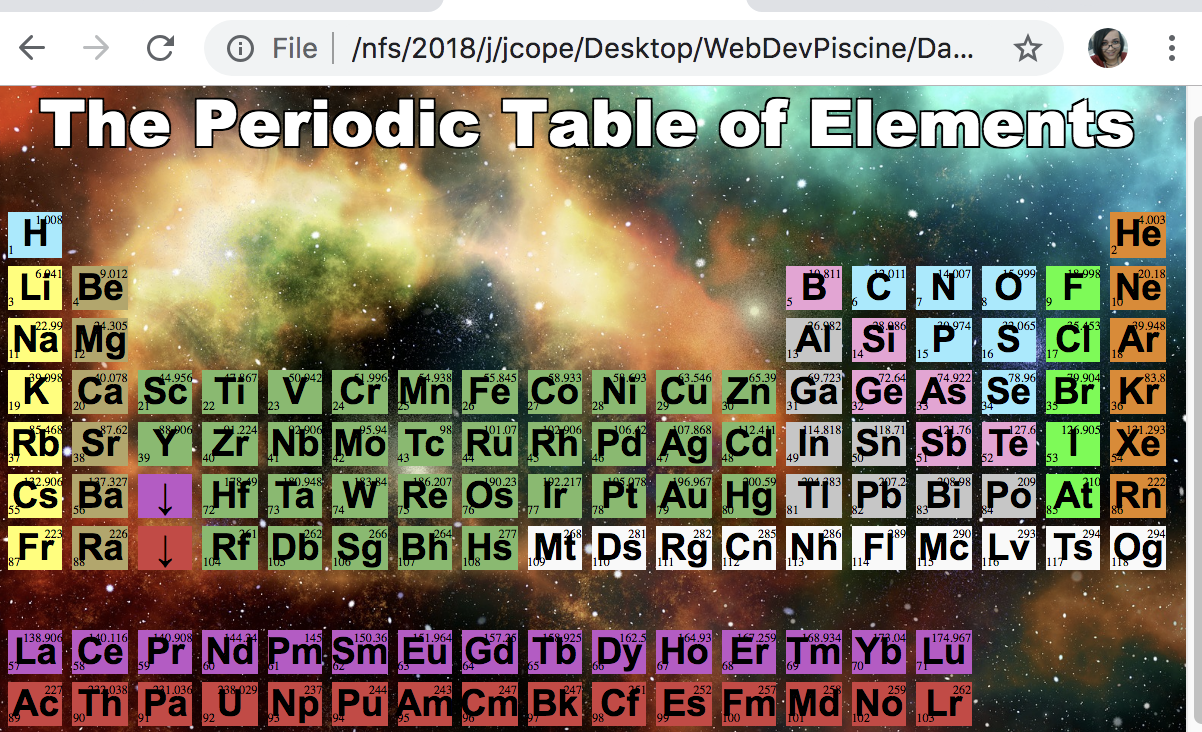 File /nfs/2018/j/jcope/Desktop/WebDevPiscine/Da...
The Periodic Table of Elements
1.008 4.003
H He
1 2
6.941 9.012 10.811 12.011 14.007 15.999 18.998 20.18
Li Be B C N O F Ne
3 4 5 6 7 8 9 10
22.99 24.305 26.982 28.086 30.974 32.065 35.453 39.948
Na Mg Al Si P S Cl Ar
11 12 13 14 15 16 17 18
39.098 40.078 44.956 47.867 50.942 51.996 54.938 55.845 58.933 58.693 63.546 65.39 69.723 72.64 74.922 78.96 79.904 83.8
K Ca Sc Ti V Cr Mn Fe Co Ni Cu Zn Ga Ge As Se Br Kr
19 20 21 22 23 24 25 26 27 28 29 30 31 32 33 34 35 36
85.468 87.62 88.906 91.224 92.906 95.94 98 101.07 102.906 106.42 107.868 112.411 114.818 118.71 121.76 127.6 126.905 131.293
Rb Sr Y Zr Nb Mo Tc Ru Rh Pd Ag Cd In Sn Sb Te I Xe
37 38 39 40 41 42 43 44 45 46 47 48 49 50 51 52 53 54
132.906 137.327 178.49 180.948 183.84 186.207 190.23 192.217 195.078 196.967 200.59 204.383 207.2 208.98 209 210 222
Cs Ba ↓ Hf Ta W Re Os Ir Pt Au Hg Tl Pb Bi Po At Rn
55 56 72 73 74 75 76 77 78 79 80 81 82 83 84 85 86
223 226 261 262 266 264 277 268 281 282 285 286 289 290 293 294 294
Fr Ra ↓ Rf Db Sg Bh Hs Mt Ds Rg Cn Nh Fl Mc Lv Ts Og
87 88 104 105 106 107 108 109 110 111 112 113 114 115 116 117 118
138.906 140.116 140.908 144.24 145 150.36 151.964 157.25 158.925 162.5 164.93 167.259 168.934 173.04 174.967
La Ce Pr Nd Pm Sm Eu Gd Tb Dy Ho Er Tm Yb Lu
57 58 59 60 61 62 63 64 65 66 67 68 69 70 71
227 232.038 231.036 238.029 237 244 243 247 247 251 252 257 258 259 262
Ac Th Pa U Np Pu Am Cm Bk Cf Es Fm Md No Lr
89 90 91 92 93 94 95 96 97 98 99 100 101 102 103